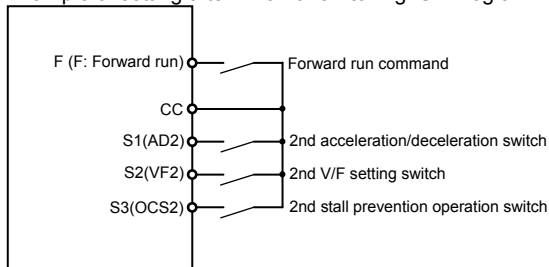 F (F: Forward run) Forward run command
CC
S1(AD2) 2nd acceleration/deceleration switch
S2(VF2) 2nd V/F setting switch
S3(OCS2) 2nd stall prevention operation switch